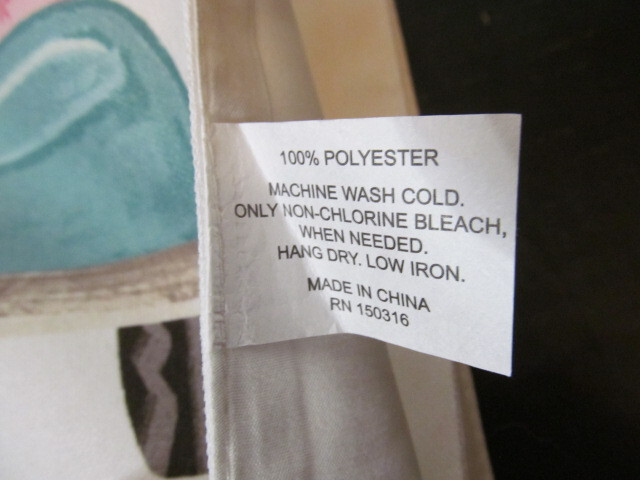 100% POLYESTER
MACHINE WASH COLD.
ONLY NON-CHLORINE BLEACH,
WHEN NEEDED.
HANG DRY. LOW IRON.
MADE IN CHINA
RN 150316